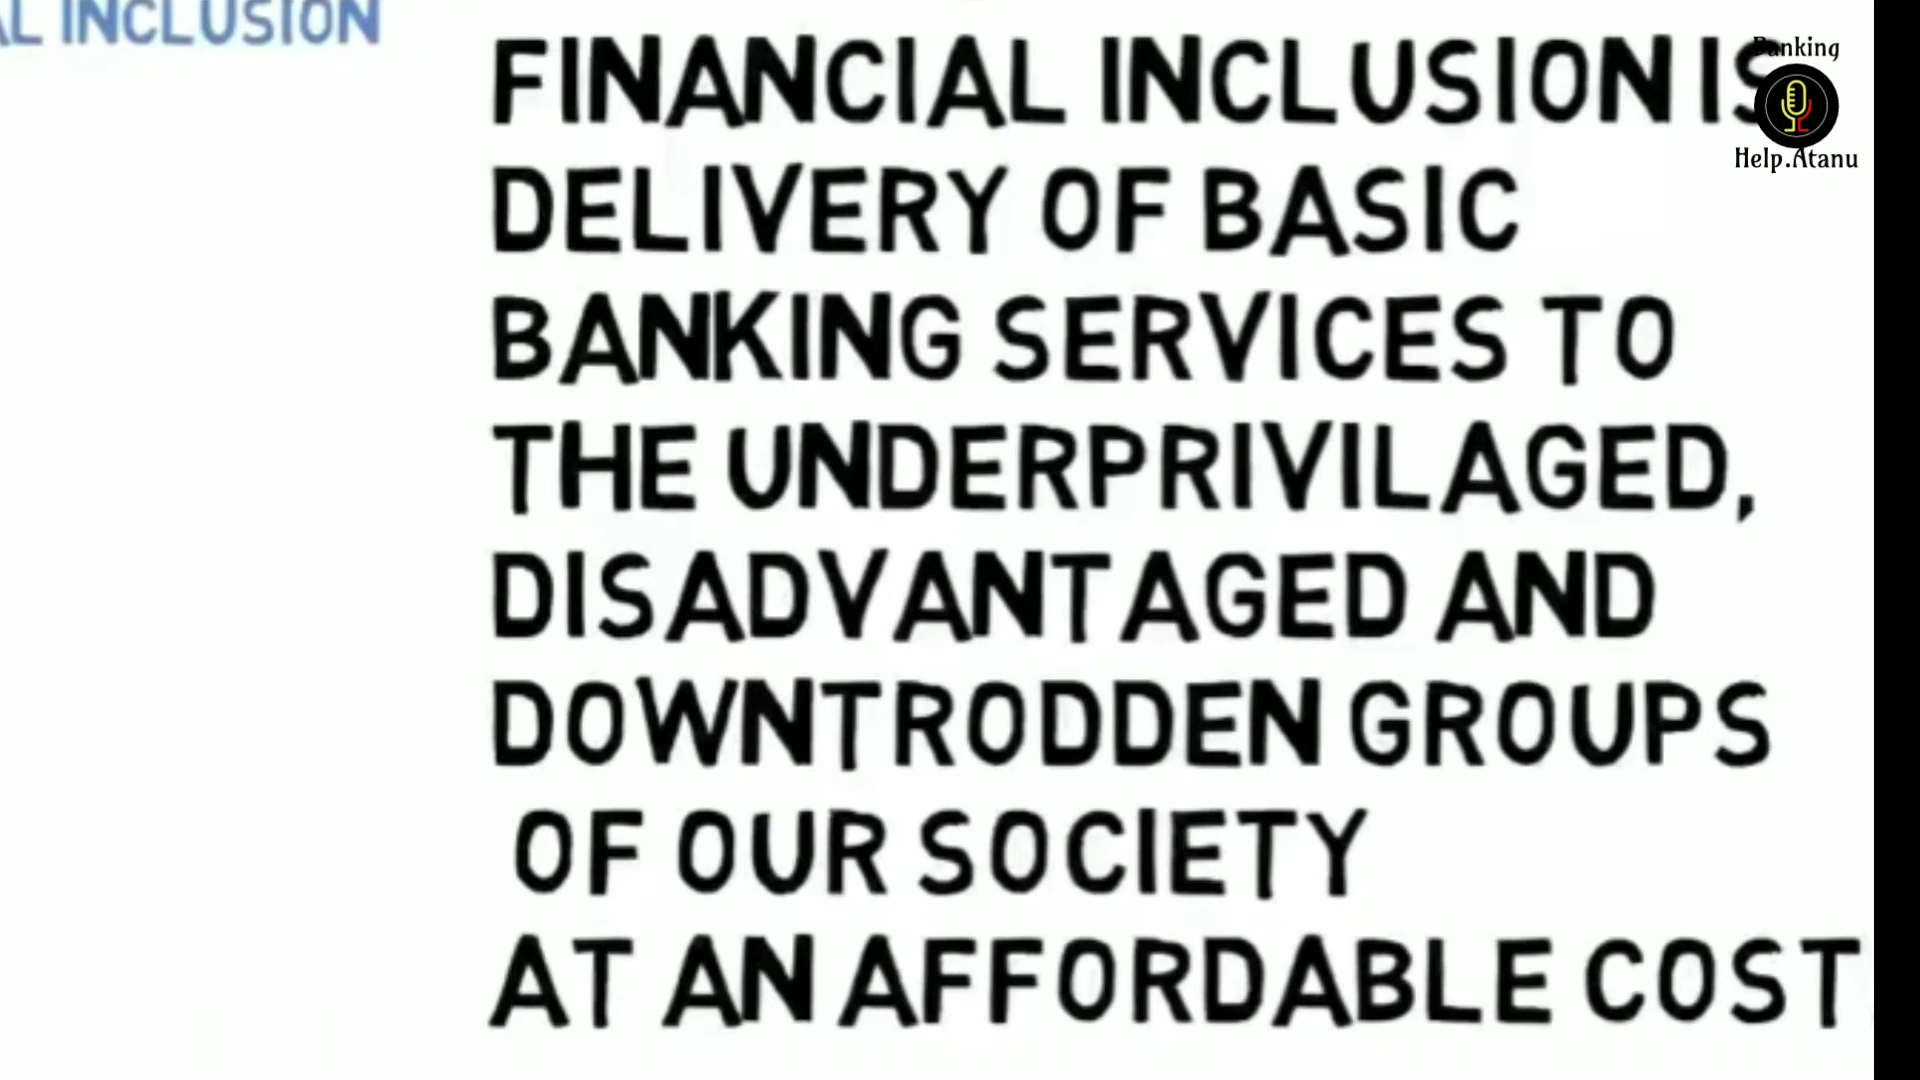 AL INCLUSION
FINANCIAL INCLUSION IS
DELIVERY OF BASIC
BANKING SERVICES TO
THE UNDERPRIVILAGED,
DISADVANTAGED AND
DOWNTRODDEN GROUPS
OF OUR SOCIETY
AT AN AFFORDABLE COST
Banking
Help.Atanu